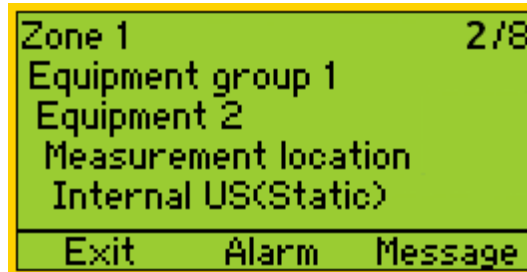 Zone 1 2/8
Equipment group 1
Equipment 2
Measurement location
Internal US(Static)
Exit Alarm Message